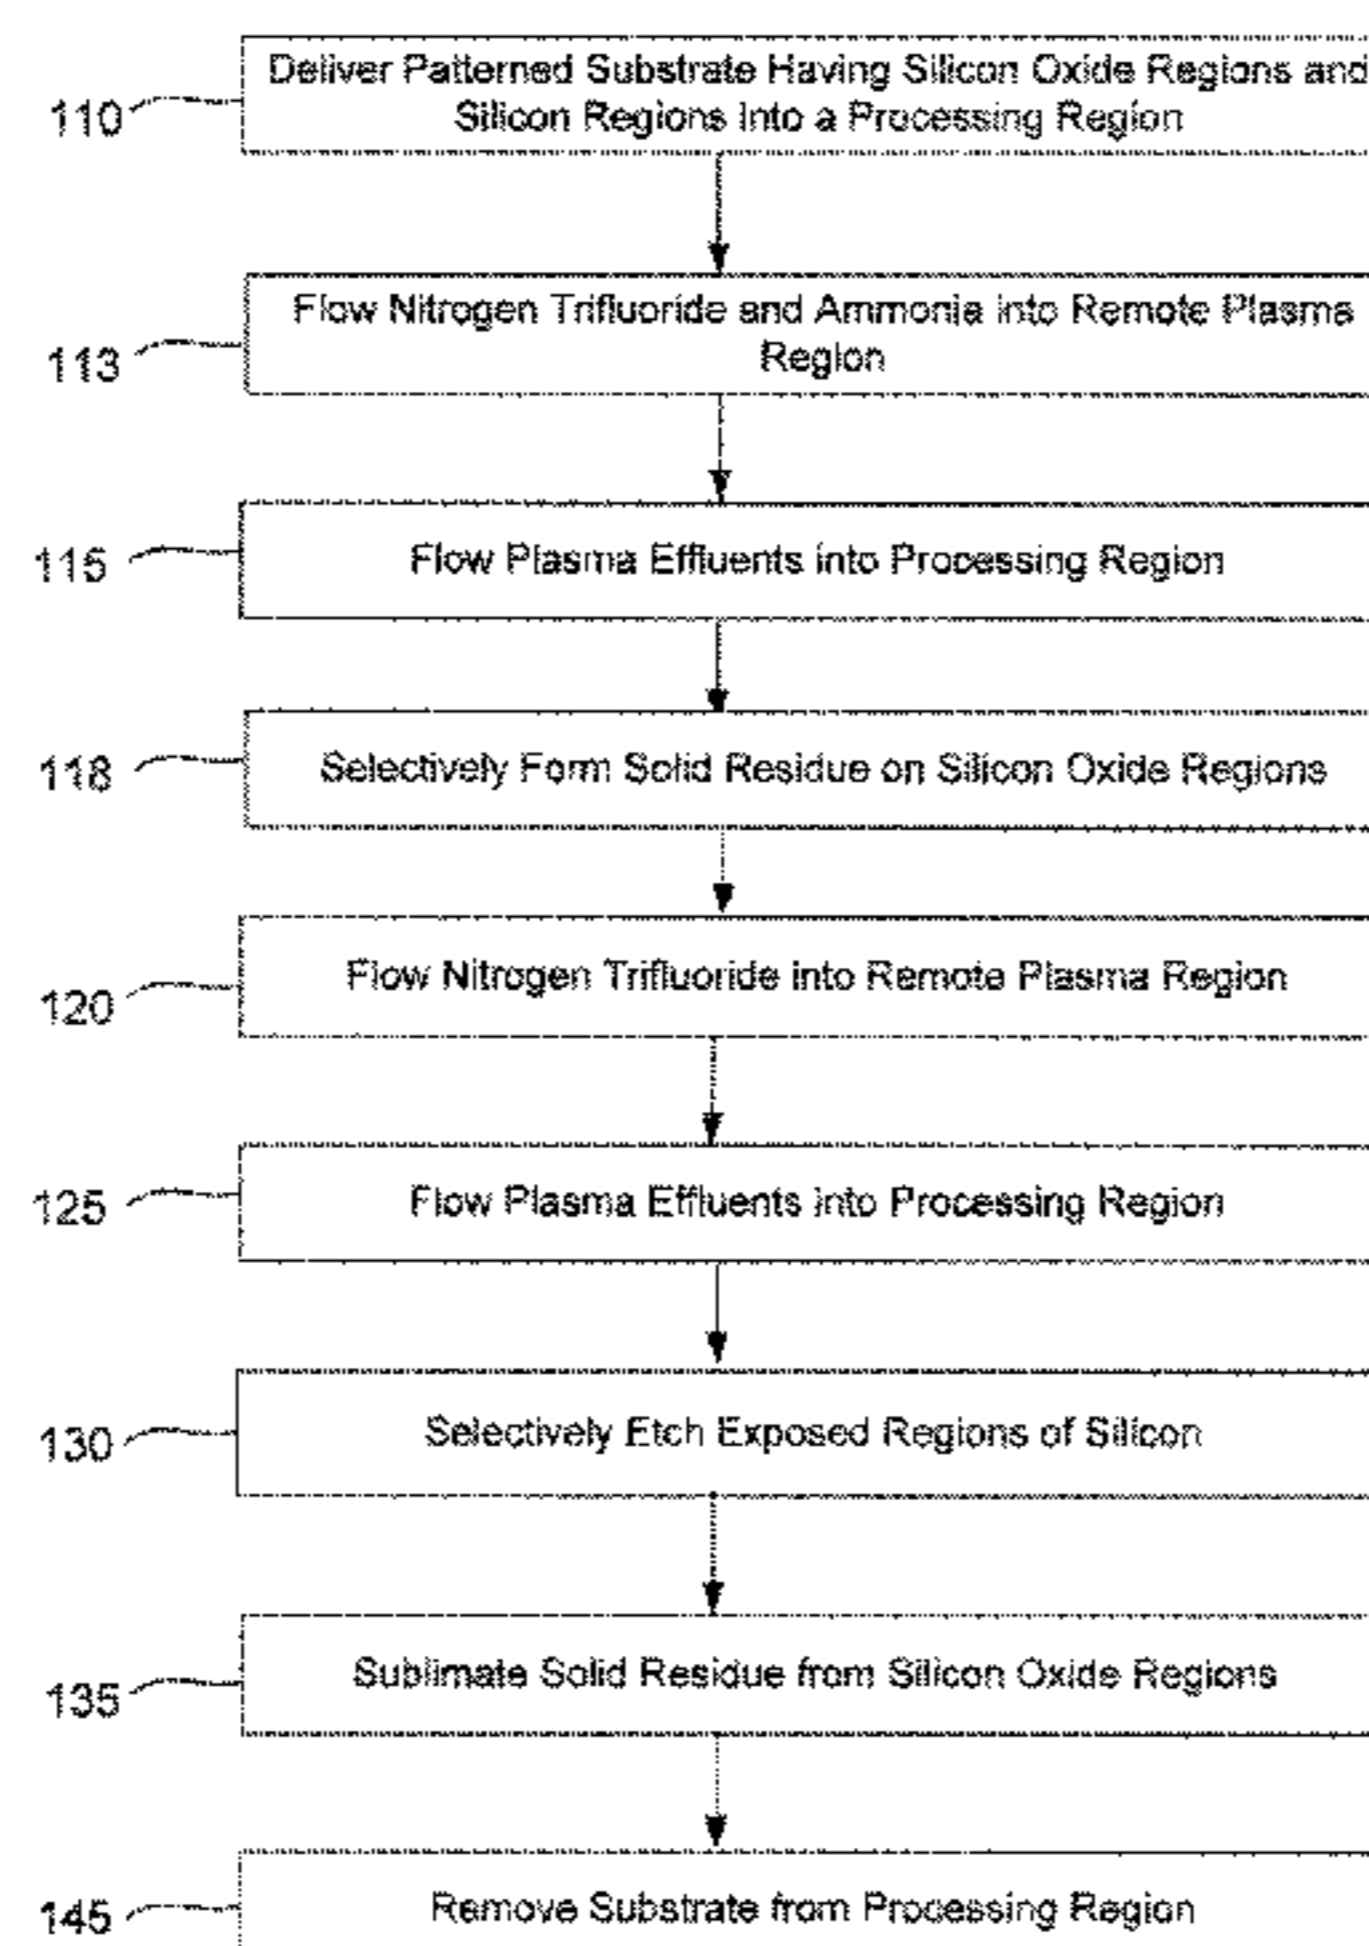 Deliver Patterned Substrate Having Silicon Oxide Regions and
Silicon Regions into a Processing Region
110
Flow Nitrogen Trifluoride and Ammonia into Remote Plasma
Region
113
Flow Plasma Effluents into Processing Region
115
Selectively Form Solid Residue on Silicon Oxide Regions
118
Flow Nitrogen Trifluoride into Remote Plasma Region
120
Flow Plasma Effluents into Processing Region
125
Selectively Etch Exposed Regions of Silicon
130
Sublimate Solid Residue from Silicon Oxide Regions
135
Remove Substrate from Processing Region
145